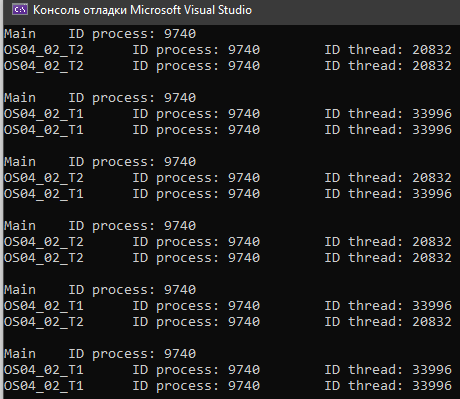 Консоль отладки Microsoft Visual Studio
Main    ID process: 9740
OS04_02_T2      ID process: 9740        ID thread: 20832
OS04_02_T2      ID process: 9740        ID thread: 20832
Main    ID process: 9740
OS04_02_T1      ID process: 9740        ID thread: 33996
OS04_02_T1      ID process: 9740        ID thread: 33996
Main    ID process: 9740
OS04_02_T2      ID process: 9740        ID thread: 20832
OS04_02_T1      ID process: 9740        ID thread: 33996
Main    ID process: 9740
OS04_02_T2      ID process: 9740        ID thread: 20832
OS04_02_T2      ID process: 9740        ID thread: 20832
Main    ID process: 9740
OS04_02_T1      ID process: 9740        ID thread: 33996
OS04_02_T2      ID process: 9740        ID thread: 20832
Main    ID process: 9740
OS04_02_T1      ID process: 9740        ID thread: 33996
OS04_02_T1      ID process: 9740        ID thread: 33996